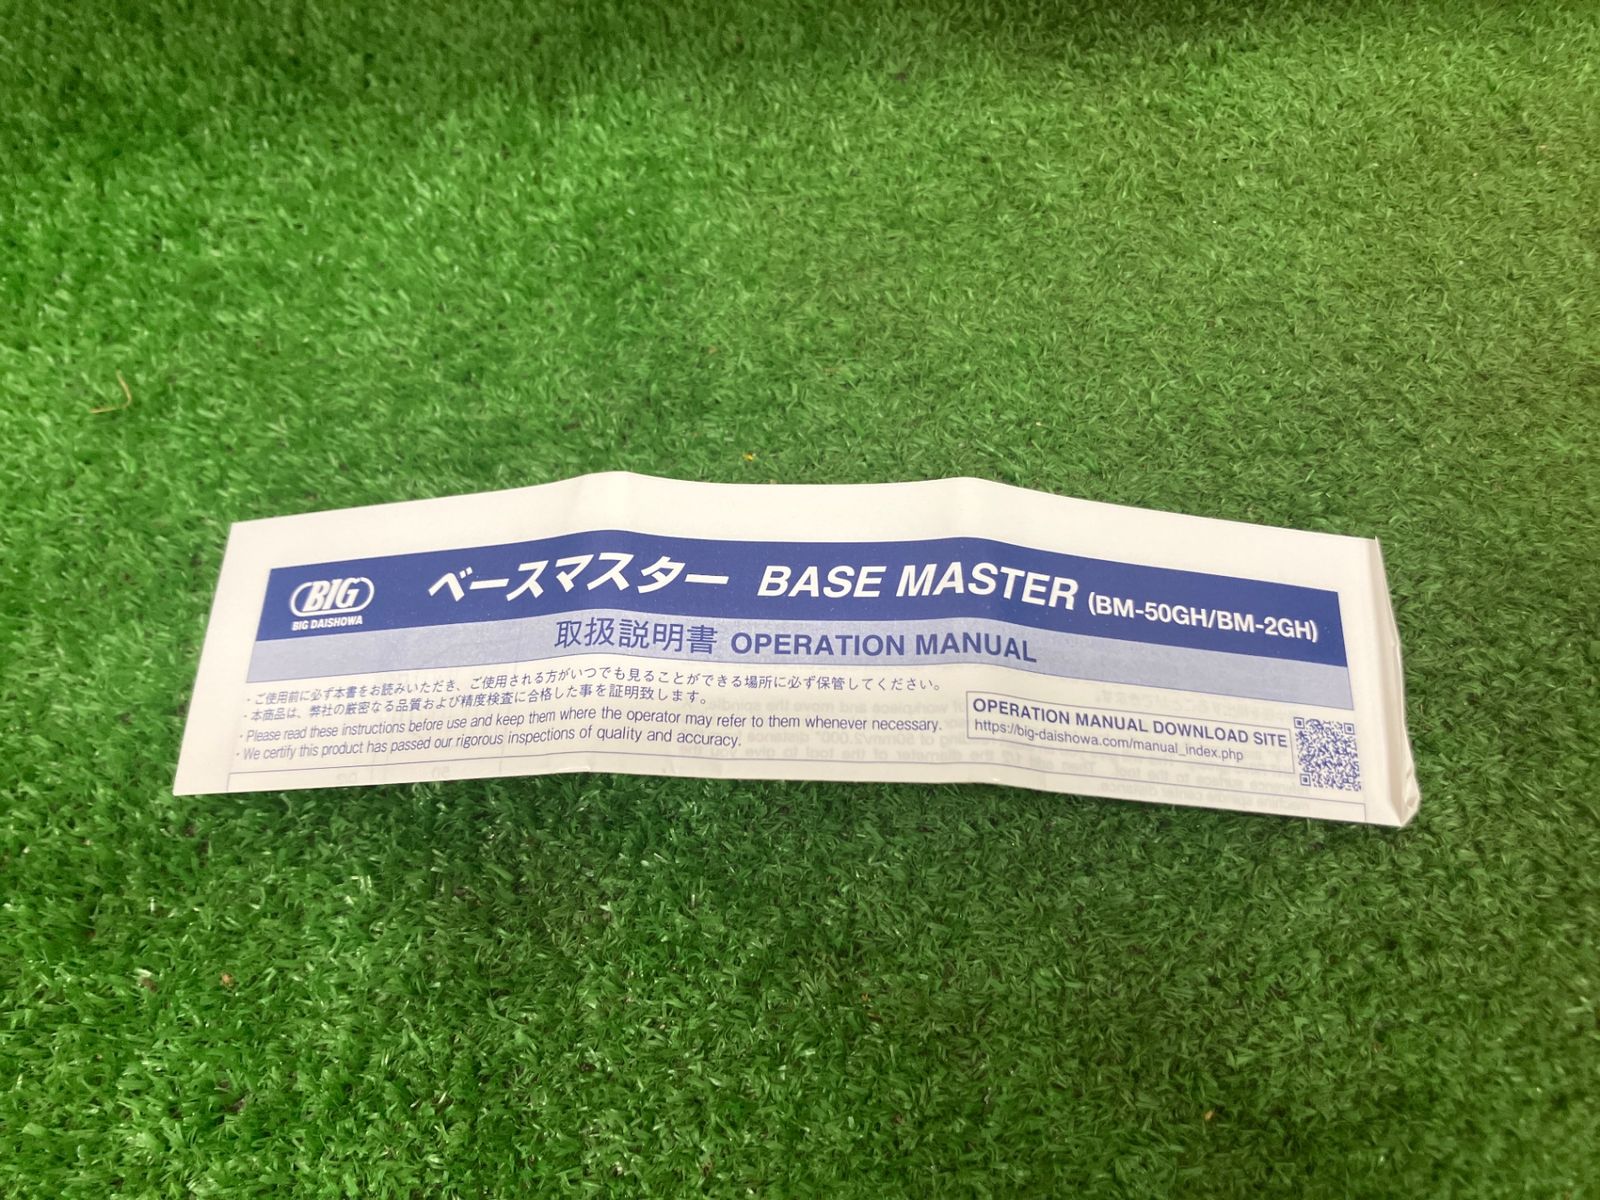 BIG
BIG DAISHOWA
ベースマスター BASE MASTER (BM-50GH/BM-2GH)
取扱説明書 OPERATION MANUAL
・ご使用前に必ず本書をお読みいただき、ご使用される方がいつでも見ることができる場所に必ず保管してください。
・本商品は、弊社の厳密なる品質および精度検査に合格した事を証明致します。
・Please read these instructions before use and keep them where the operator may refer to them whenever necessary.
・We certify this product has passed our rigorous inspections of quality and accuracy.
OPERATION MANUAL DOWNLOAD SITE
https://big-daishowa.com/manual_index.php